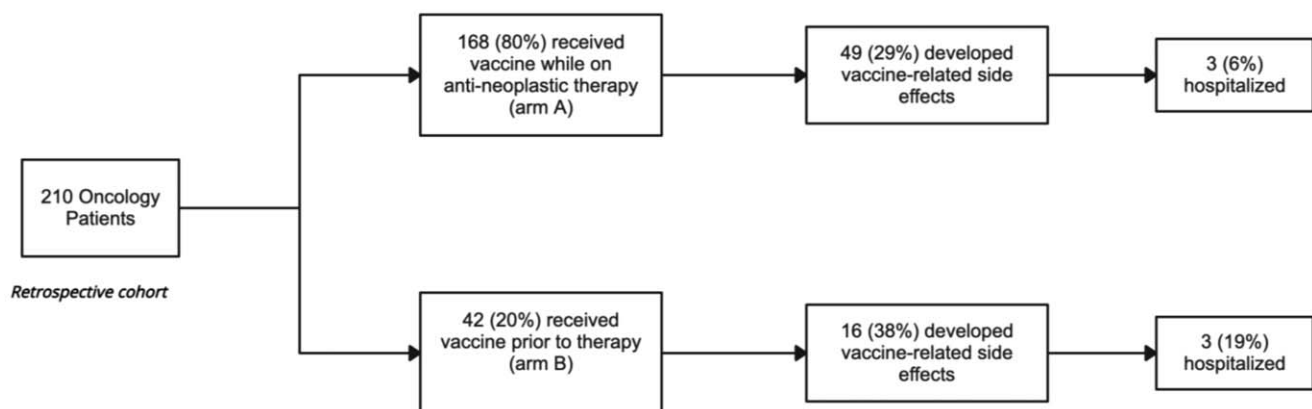 210 Oncology
Patients
Retrospective cohort
168 (80%) received
vaccine while on
anti-neoplastic therapy
(arm A)
49 (29%) developed
vaccine-related side
effects
3 (6%)
hospitalized
42 (20%) received
vaccine prior to therapy
(arm B)
16 (38%) developed
vaccine-related side
effects
3 (19%)
hospitalized